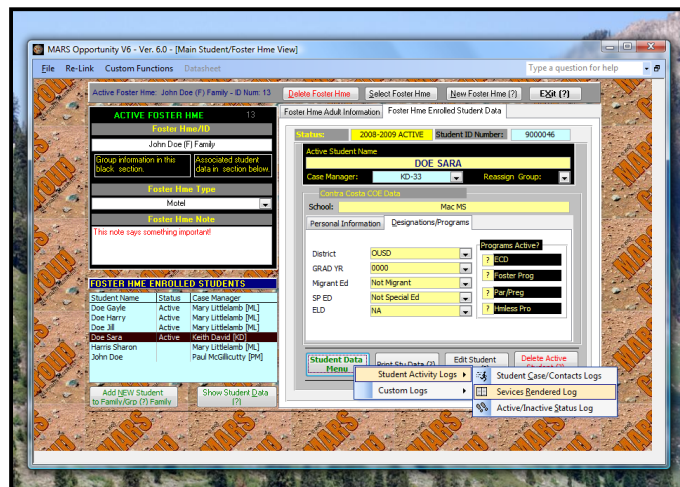 MARS Opportunity V6 - Ver. 6.0 - [Main Student/Foster Hme View]
File Re-Link Custom Functions Datasheet Type a question for help
Active Foster Hme: John Doe (F) Family - ID Num: 13
Delete Foster Hme Select Foster Hme New Foster Hme (?) EXit (?)
ACTIVE FOSTER HME 13
Foster Hme/ID
John Doe (F) Family
Group information in this black. section.
Associated student data in section below.
Foster Hme Type
Motel
Foster Hme Note
This note says something important!
FOSTER HME ENROLLED STUDENTS
Student Name Status Case Manager
Doe Gayle Active Mary Littlelamb [ML]
Doe Harry Active Mary Littlelamb [ML]
Doe Jill Active Mary Littlelamb [ML]
Doe Sara Active Keith David [KD]
Harris Sharon Mary Littlelamb [ML]
John Doe Paul McGillicutty [PM]
Add NEW Student to Family/Grp (?) Family
Show Student Data (?)
Foster Hme Adult Information Foster Hme Enrolled Student Data
Status: 2008-2009 ACTIVE Student ID Number: 9000046
Active Student Name
DOE SARA
Case Manager: KD-33 Reassign Group:
Contra Costa COE Data
School: Mac MS
Personal Information Designations/Programs
District OUSD
GRAD YR 0000
Migrant Ed Not Migrant
SP ED Not Special Ed
ELD NA
Programs Active?
? ECD
? Foster Prog
? Par/Preg
? Hmless Pro
Student Data Menu
Print Stu Data (?)
Edit Student
Delete Active
Student Activity Logs
Custom Logs
Student Case/Contacts Logs
Sevices Rendered Log
Active/Inactive Status Log
MARS